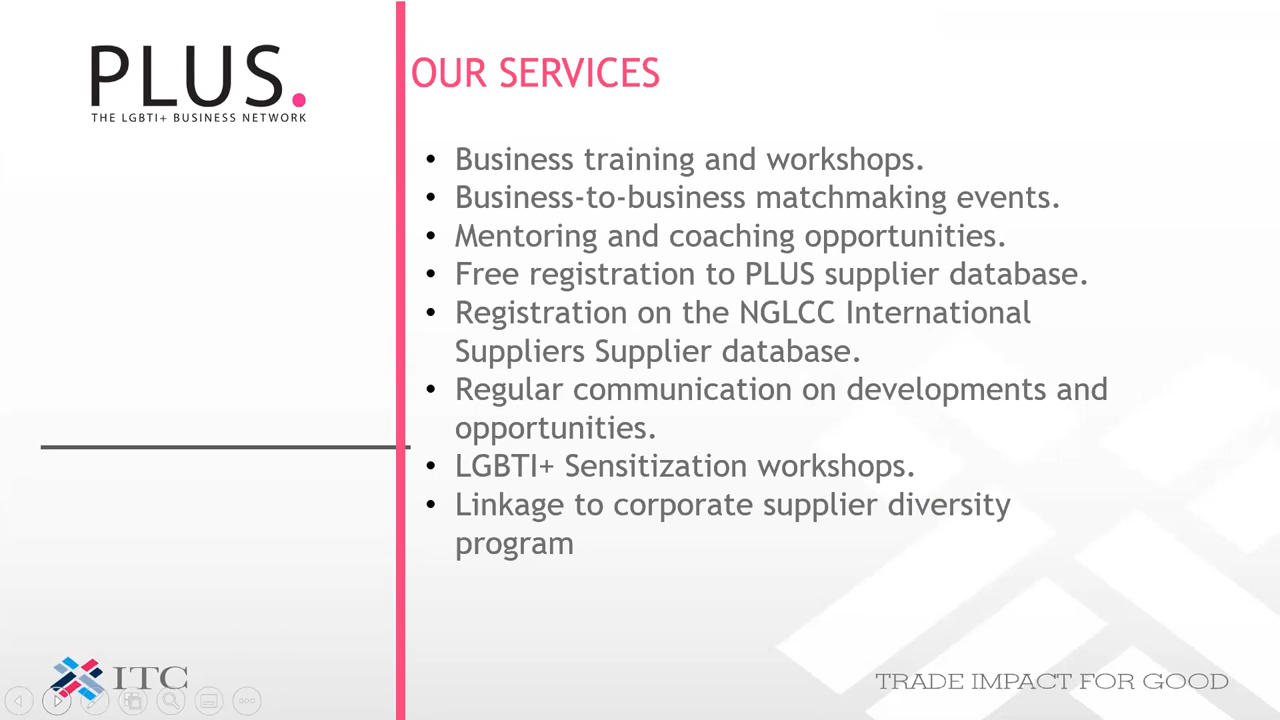 PLUS.
THE LGBTI+ BUSINESS NETWORK
OUR SERVICES
• Business training and workshops.
• Business-to-business matchmaking events.
• Mentoring and coaching opportunities.
• Free registration to PLUS supplier database.
• Registration on the NGLCC International
Suppliers Supplier database.
• Regular communication on developments and
opportunities.
• LGBTI+ Sensitization workshops.
• Linkage to corporate supplier diversity
program
ITC
TRADE IMPACT FOR GOOD